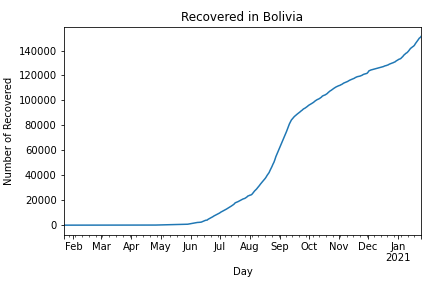 Recovered in Bolivia
Number of Recovered
140000
120000
100000
80000
60000
40000
20000
0
Feb Mar Apr May Jun Jul Aug Sep Oct Nov Dec Jan
2021
Day